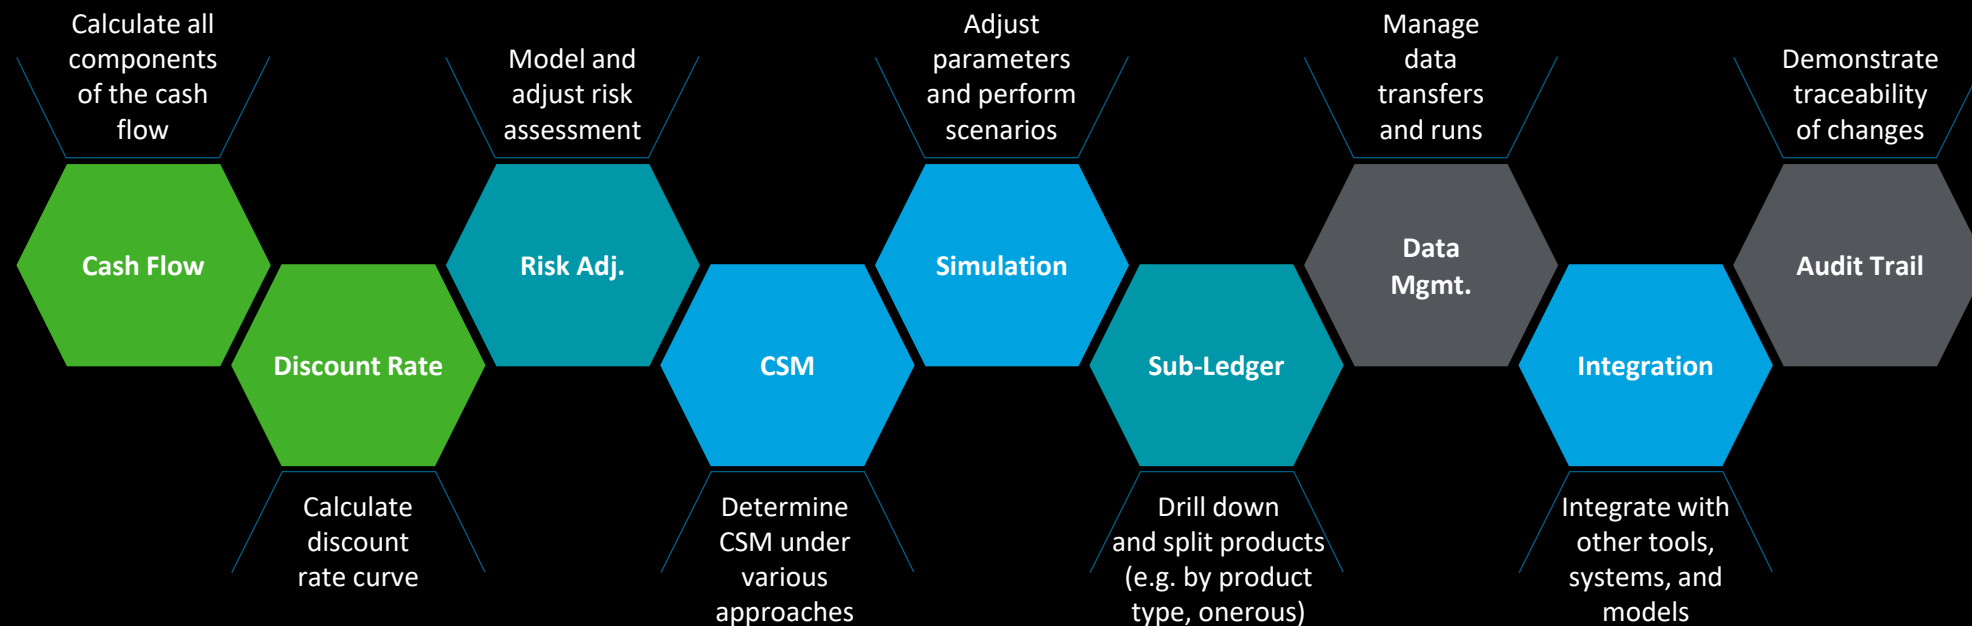 Calculate all
components
of the cash
flow
Cash Flow
Discount Rate
Calculate
discount
rate curve
Model and
adjust risk
assessment
Risk Adj.
CSM
Determine
CSM under
various
approaches
Adjust
parameters
and perform
scenarios
Simulation
Sub-Ledger
Drill down
and split products
(e.g. by product
type, onerous)
Manage
data
transfers
and runs
Data
Mgmt.
Integration
Integrate with
other tools,
systems, and
models
Demonstrate
traceability
of changes
Audit Trail